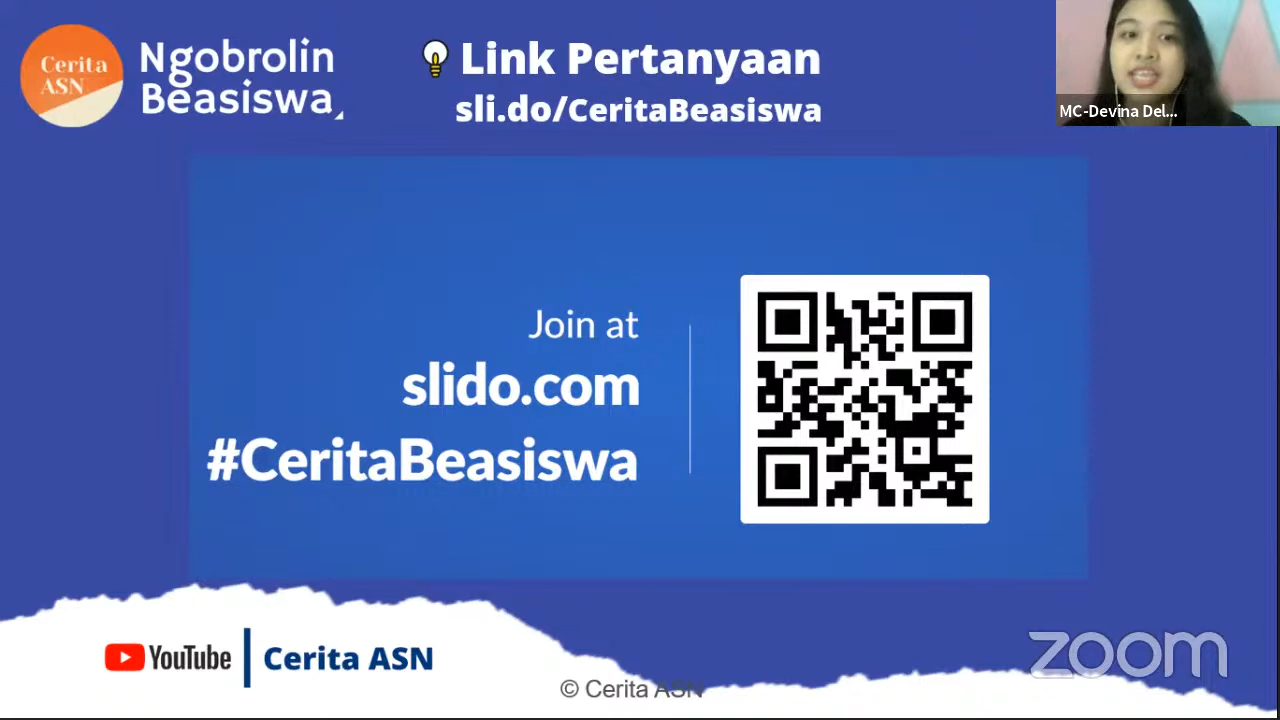 Cerita
ASN
Ngobrolin
Beasiswa
Link Pertanyaan
sli.do/CeritaBeasiswa
MC-Devina Del...
Join at
slido.com
#CeritaBeasiswa
YouTube
Cerita ASN
© Cerita ASN
zoom